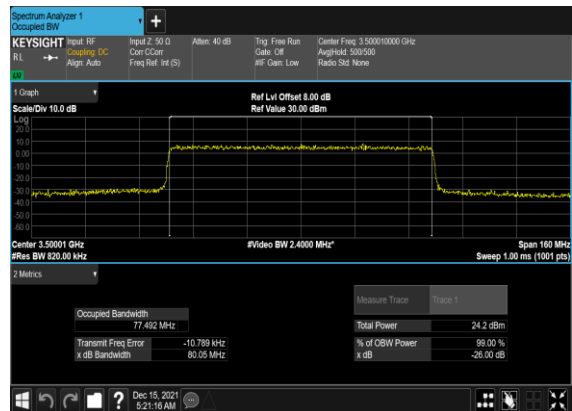 Spectrum Analyzer 1
Occupied BW
+
KEYSIGHT
Input: RF
Input Z: 50 Ω
Atten: 40 dB
Trig: Free Run
Center Freq: 3.500010000 GHz
Coupling: DC
Corr CCorr
Gate: Off
Avg|Hold: 500/500
R L
Align: Auto
Freq Ref: Int (S)
#IF Gain: Low
Radio Std: None
1 Graph
Ref Lvl Offset 8.00 dB
Scale/Div 10.0 dB
Ref Value 30.00 dBm
Log
20.0
10.0
0.00
-10.0
-20.0
-30.0
-40.0
-50.0
-60.0
Center 3.50001 GHz
#Video BW 2.4000 MHz*
Span 160 MHz
#Res BW 820.00 kHz
Sweep 1.00 ms (1001 pts)
2 Metrics
Measure Trace
Trace 1
Occupied Bandwidth
77.492 MHz
Total Power
24.2 dBm
Transmit Freq Error
-10.789 kHz
% of OBW Power
99.00 %
x dB Bandwidth
80.05 MHz
x dB
-26.00 dB
?
Dec 15, 2021
5:21:16 AM